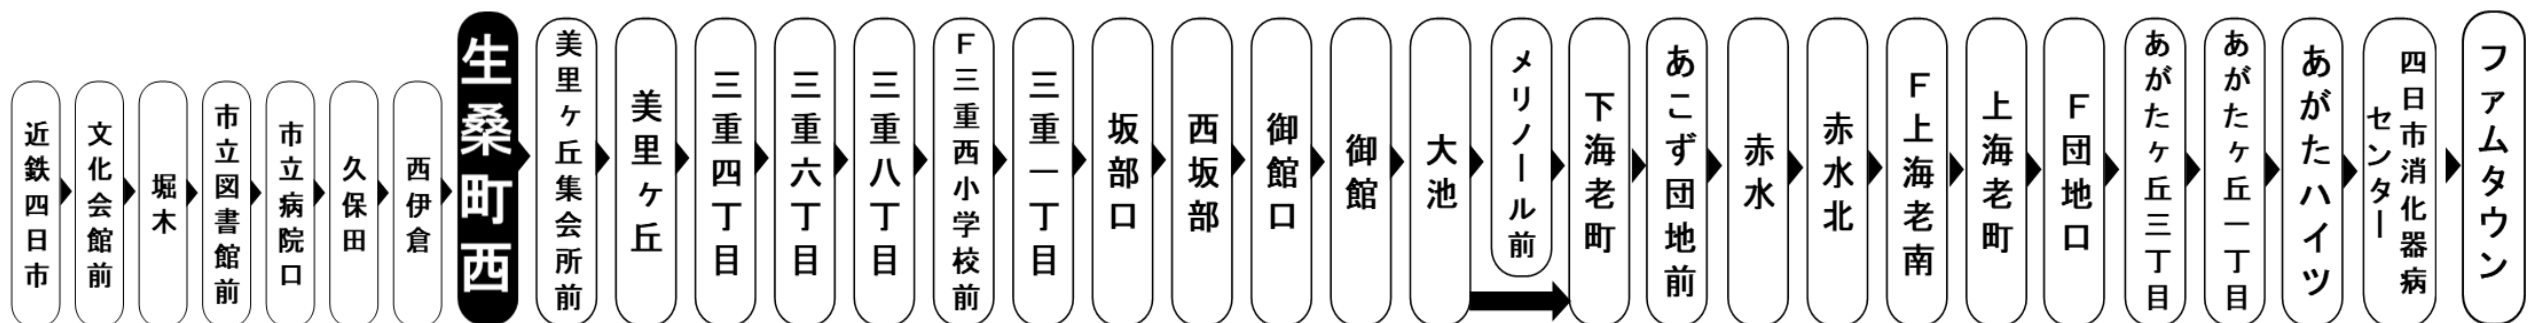 近鉄四日市
文化会館前
堀木
市立図書館前
市立病院口
久保田
西伊倉
生桑町西
美里ヶ丘集会所前
美里ヶ丘
三重四丁目
三重六丁目
三重八丁目
F三重西小学校前
三重一丁目
坂部口
西坂部
御館口
御館
大池
メリノール前
下海老町
あこず団地前
赤水
赤水北
F上海老南
上海老町
F団地口
あがたヶ丘三丁目
あがたヶ丘一丁目
あがたハイツ
四日市消化器病
センター
ファムタウン